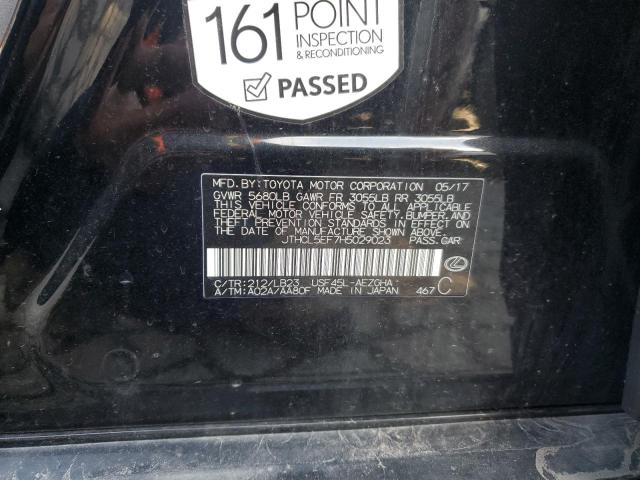 161 POINT
INSPECTION
& RECONDITIONING
PASSED
MFD. BY: TOYOTA MOTOR CORPORATION 05/17
GVWR 5680LB GAWR FR 3055LB RR 3055LB
THIS VEHICLE CONFORMS TO ALL APPLICABLE
FEDERAL MOTOR VEHICLE SAFETY, BUMPER, AND
THEFT PREVENTION STANDARDS IN EFFECT ON
THE DATE OF MANUFACTURE SHOWN ABOVE.
JTHCL5EF7H5029023 PASS. CAR
C/TR: 212/LB23 USF45L-AEZGHA
A/TM: A02A/AA80F MADE IN JAPAN 467 C